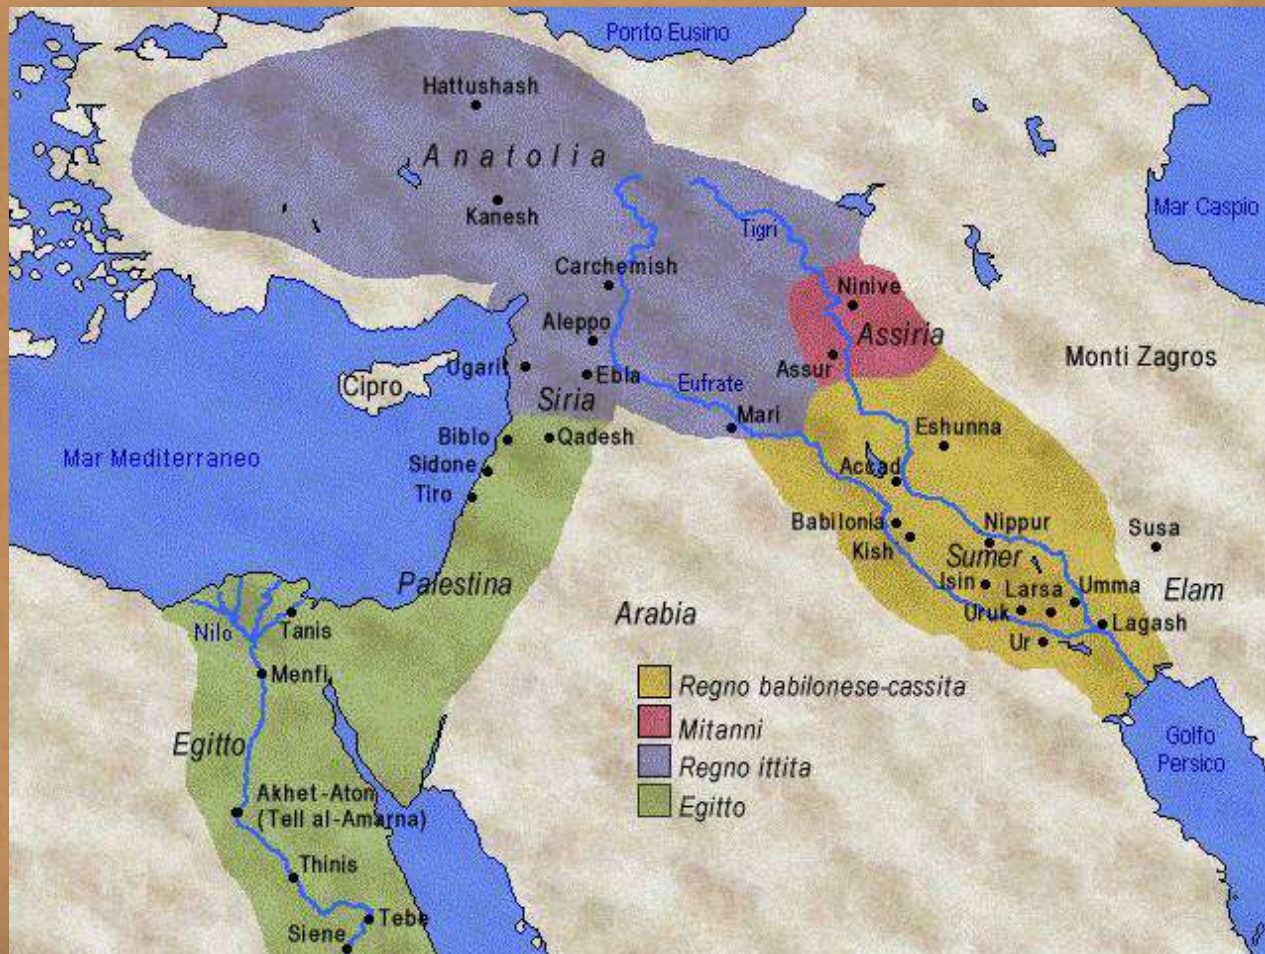 Ponto Eusino
Hattushash
Anatolia
Kanesh
Mar Caspio
Tigri
Carchemish
Ninive
Aleppo
Assiria
Monti Zagros
Ugarit
Assur
Cipro
Ebla
Eufrate
Siria
Mari
Eshunna
Biblo
Qadesh
Mar Mediterraneo
Sidone
Accad
Tiro
Babilonia
Nippur
Susa
Kish
Sumer
Palestina
Isin
Larsa
Umma
Elam
Arabia
Uruk
Lagash
Nilo
Tanis
Ur
Menfi
Regno babilonese-cassita
Mitanni
Egitto
Golfo
Persico
Regno ittita
Akhet-Aton
(Tell al-Amarna)
Egitto
Thinis
Tebe
Siene